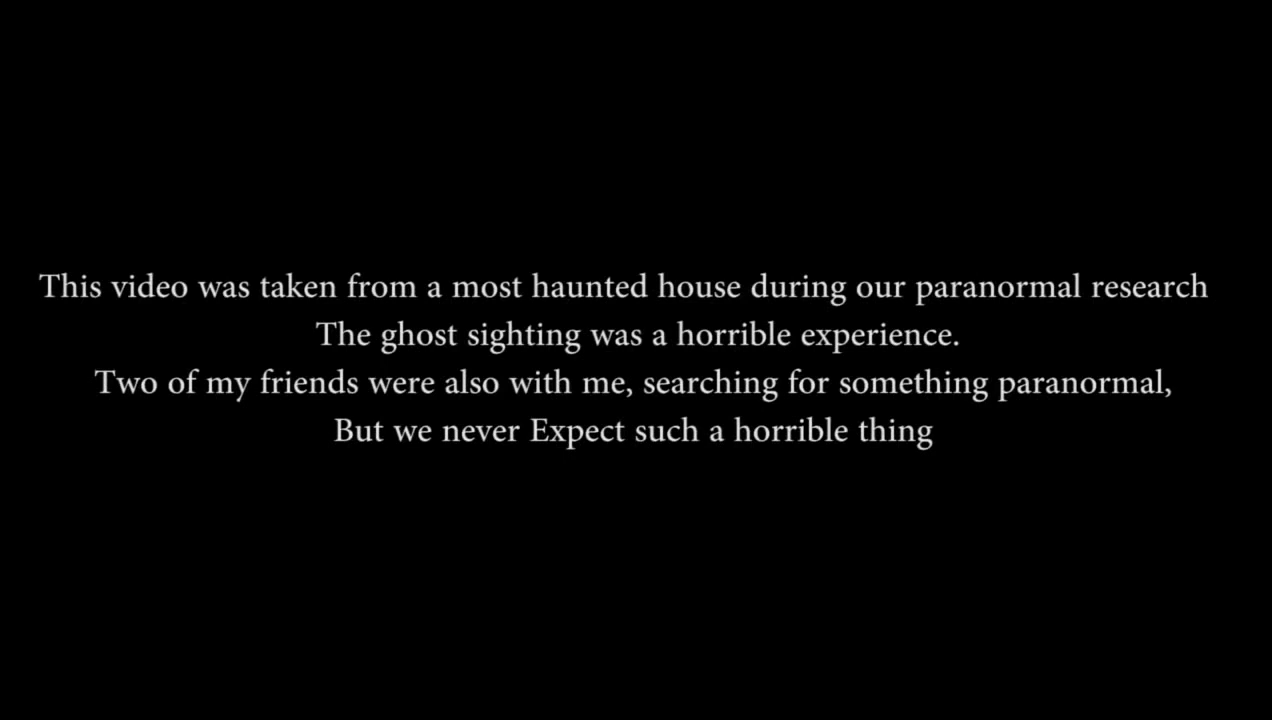 This video was taken from a most haunted house during our paranormal research
The ghost sighting was a horrible experience.
Two of my friends were also with me, searching for something paranormal,
But we never Expect such a horrible thing